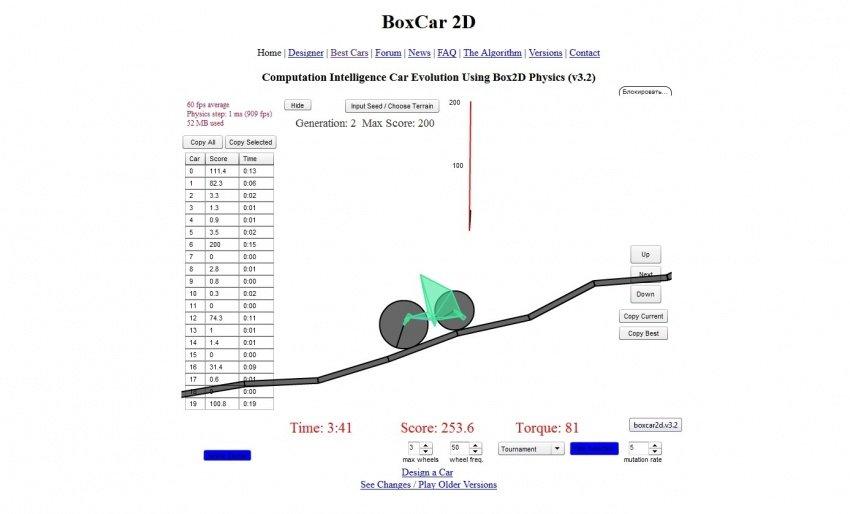 BoxCar 2D
Home | Designer | Best Cars | Forum | News | FAQ | The Algorithm | Versions | Contact
Computation Intelligence Car Evolution Using Box2D Physics (v3.2)
Блокировать...
60 fps average
Physics step: 1 ms (909 fps)
52 MB used
Hide
Input Seed / Choose Terrain
Generation: 2 Max Score: 200
200
100
Copy All Copy Selected
Car Score Time
0 111.4 0:13
1 82.3 0:06
2 3.3 0:02
3 1.3 0:01
4 0.9 0:01
5 3.5 0:02
6 200 0:15
7 0 0:00
8 2.8 0:01
9 0.8 0:00
10 0.3 0:02
11 0 0:00
12 74.3 0:11
13 1 0:01
14 1.4 0:01
15 0 0:00
16 31.4 0:09
17 0.6 0:01
0:00
19 100.8 0:19
Up
Next
Down
Copy Current
Copy Best
Time: 3:41 Score: 253.6 Torque: 81
boxcar2d.v3.2
3 50 Tournament 5
max wheels wheel freq. mutation rate
Design a Car
See Changes / Play Older Versions